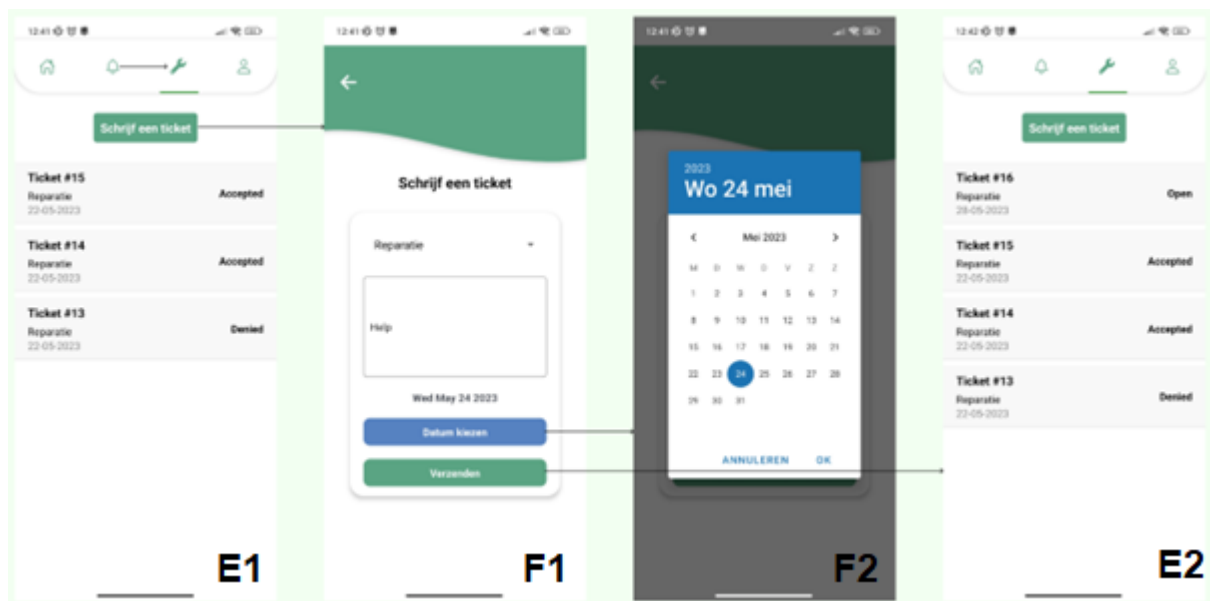 12:41
Schrijf een ticket
Ticket #15
Reparatie
Accepted
22-05-2023
Ticket #14
Reparatie
Accepted
22-05-2023
Ticket #13
Reparatie
Denied
22-05-2023
E1
12:41
Schrijf een ticket
Reparatie
Help
Wed May 24 2023
Datum kiezen
Verzenden
F1
12:41
2023
Wo 24 mei
Mei 2023
M D W D V Z Z
1 2 3 4 5 6 7
8 9 10 11 12 13 14
15 16 17 18 19 20 21
22 23 24 25 26 27 28
29 30 31
ANNULEREN OK
F2
12:42
Schrijf een ticket
Ticket #16
Reparatie
Open
28-05-2023
Ticket #15
Reparatie
Accepted
22-05-2023
Ticket #14
Reparatie
Accepted
22-05-2023
Ticket #13
Reparatie
Denied
22-05-2023
E2